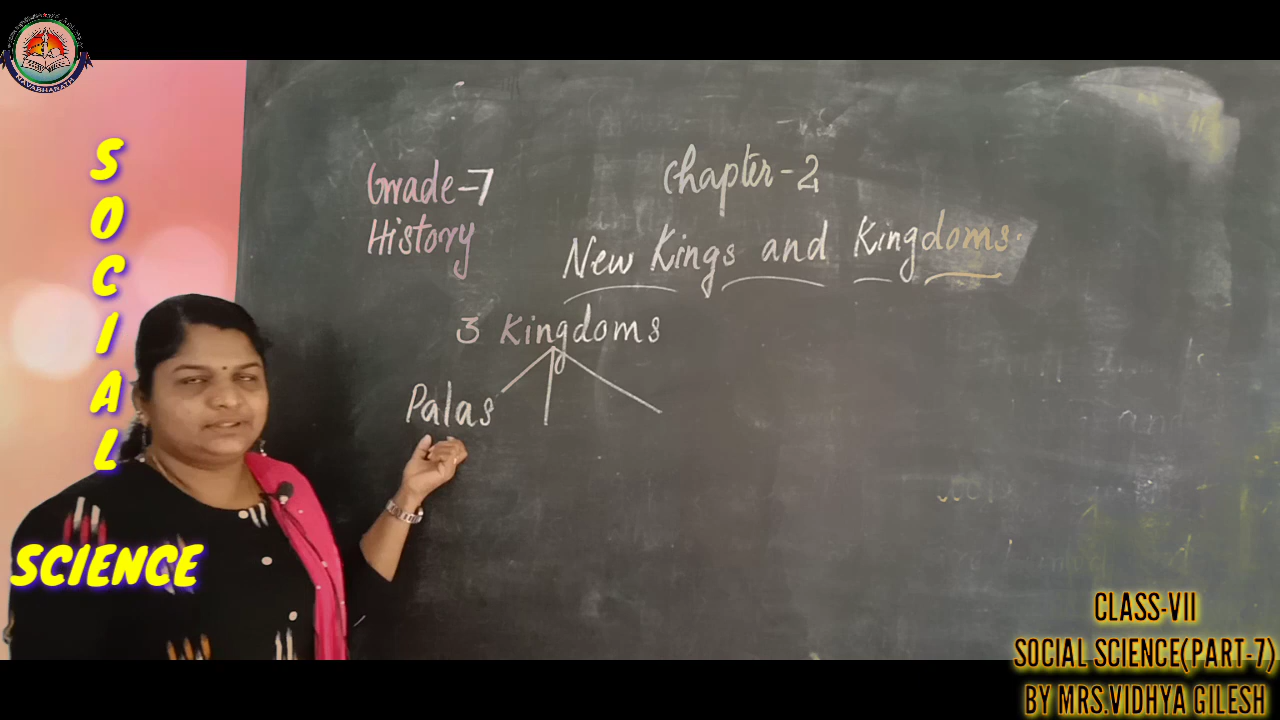 NAVABHARATH
SOCIAL
SCIENCE
Grade-7
History
Chapter-2
New Kings and Kingdoms.
3 Kingdoms
Palas
CLASS-VII
SOCIAL SCIENCE(PART-7)
BY MRS.VIDHYA GILESH